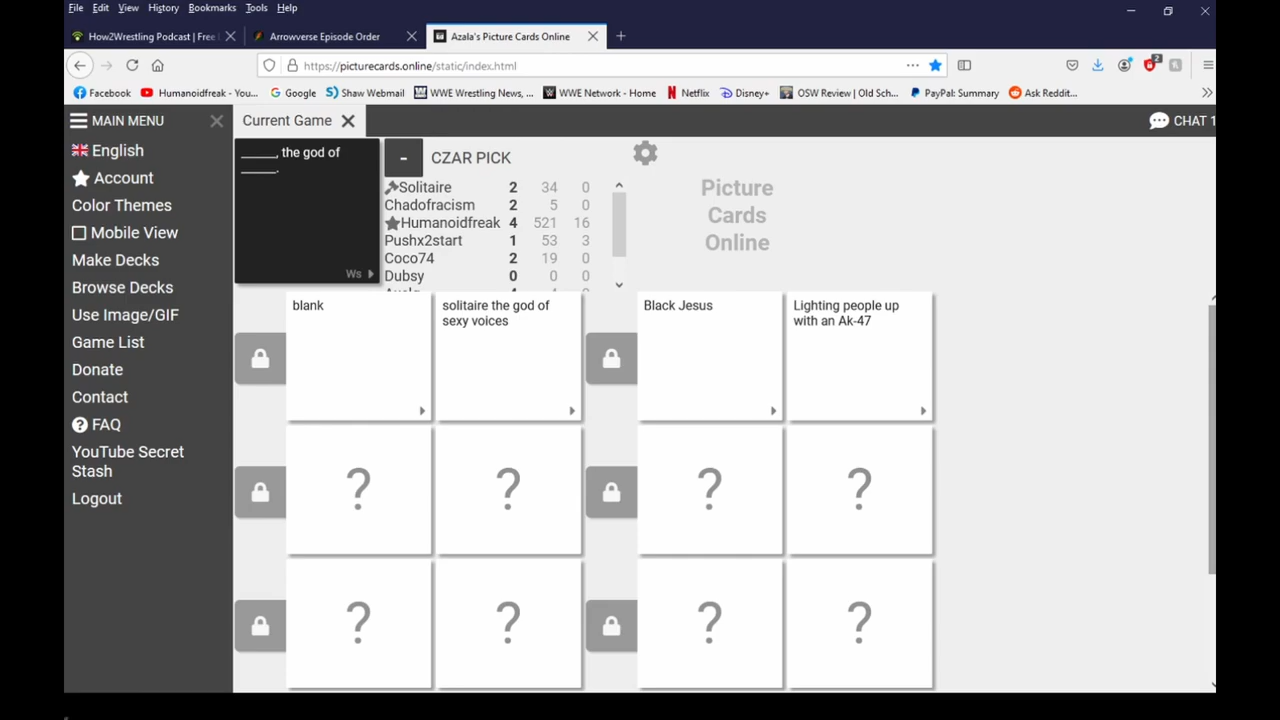 File Edit View History Bookmarks Tools Help
How2Wrestling Podcast | Free
Arrowverse Episode Order
Azala's Picture Cards Online
https://picturecards.online/static/index.html
2
Facebook Humanoidfreak - You... Google Shaw Webmail WWE Wrestling News, ... WWE Network - Home Netflix Disney+ OSW Review | Old Sch... PayPal: Summary Ask Reddit...
MAIN MENU
Current Game
CHAT 1
English
Account
Color Themes
Mobile View
Make Decks
Browse Decks
Use Image/GIF
Game List
Donate
Contact
FAQ
YouTube Secret
Stash
Logout
_____, the god of
_____.
Ws
- CZAR PICK
Solitaire 2 34 0
Chadofracism 2 5 0
Humanoidfreak 4 521 16
Pushx2start 1 53 3
Coco74 2 19 0
Dubsy 0 0 0
Picture
Cards
Online
blank
solitaire the god of
sexy voices
Black Jesus
Lighting people up
with an Ak-47
? ? ? ?
? ? ? ?